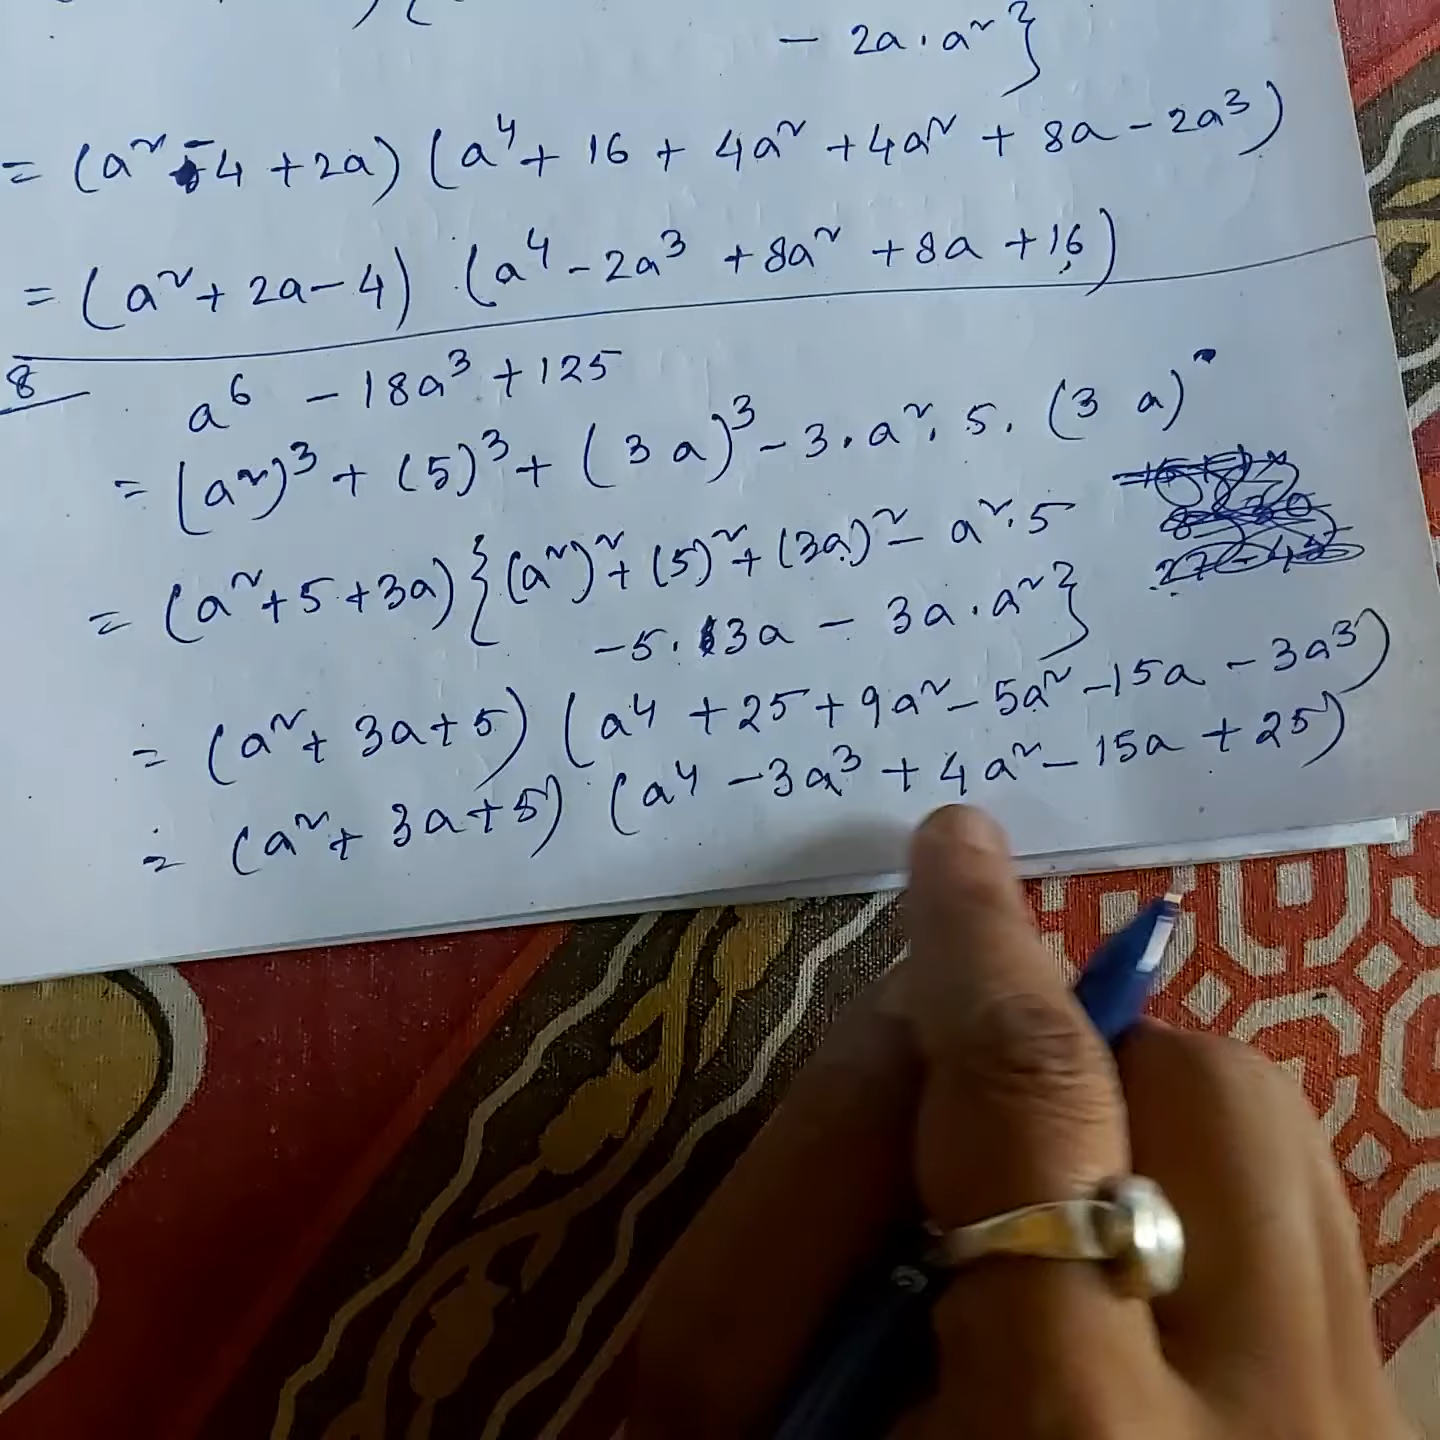 - 2a . a²}
= (a² - 4 + 2a) (a⁴ + 16 + 4a² + 4a² + 8a - 2a³)
= (a² + 2a - 4) (a⁴ - 2a³ + 8a² + 8a + 16)
8 a⁶ - 18a³ + 125
= (a²)³ + (5)³ + (3a)³ - 3 . a² . 5 . (3a)
= (a² + 5 + 3a) {(a²)² + (5)² + (3a)² - a² . 5
- 5 . 3a - 3a . a²}
= (a² + 3a + 5) (a⁴ + 25 + 9a² - 5a² - 15a - 3a³)
= (a² + 3a + 5) (a⁴ - 3a³ + 4a² - 15a + 25)